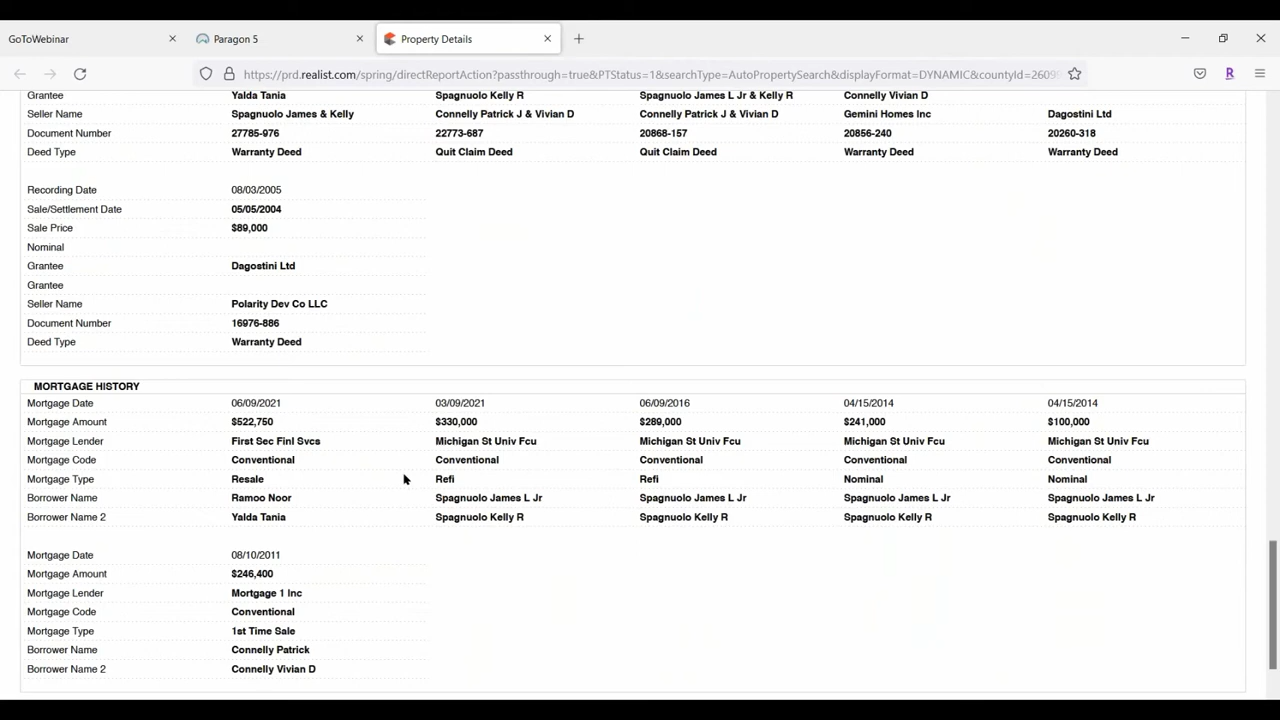 GoToWebinar
Paragon 5
Property Details
https://prd.realist.com/spring/directReportAction?passthrough=true&PTStatus=1&searchType=AutoPropertySearch&displayFormat=DYNAMIC&countyId=2609
Grantee Yalda Tania Spagnuolo Kelly R Spagnuolo James L Jr & Kelly R Connelly Vivian D
Seller Name Spagnuolo James & Kelly Connelly Patrick J & Vivian D Connelly Patrick J & Vivian D Gemini Homes Inc Dagostini Ltd
Document Number 27785-976 22773-687 20868-157 20856-240 20260-318
Deed Type Warranty Deed Quit Claim Deed Quit Claim Deed Warranty Deed Warranty Deed
Recording Date 08/03/2005
Sale/Settlement Date 05/05/2004
Sale Price $89,000
Nominal
Grantee Dagostini Ltd
Grantee
Seller Name Polarity Dev Co LLC
Document Number 16976-886
Deed Type Warranty Deed
MORTGAGE HISTORY
Mortgage Date 06/09/2021 03/09/2021 06/09/2016 04/15/2014 04/15/2014
Mortgage Amount $522,750 $330,000 $289,000 $241,000 $100,000
Mortgage Lender First Sec Finl Svcs Michigan St Univ Fcu Michigan St Univ Fcu Michigan St Univ Fcu Michigan St Univ Fcu
Mortgage Code Conventional Conventional Conventional Conventional Conventional
Mortgage Type Resale Refi Refi Nominal Nominal
Borrower Name Ramoo Noor Spagnuolo James L Jr Spagnuolo James L Jr Spagnuolo James L Jr Spagnuolo James L Jr
Borrower Name 2 Yalda Tania Spagnuolo Kelly R Spagnuolo Kelly R Spagnuolo Kelly R Spagnuolo Kelly R
Mortgage Date 08/10/2011
Mortgage Amount $246,400
Mortgage Lender Mortgage 1 Inc
Mortgage Code Conventional
Mortgage Type 1st Time Sale
Borrower Name Connelly Patrick
Borrower Name 2 Connelly Vivian D